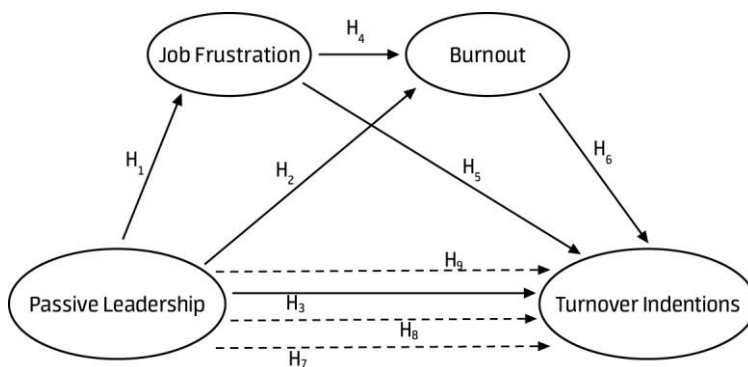 H4
Job Frustration
Burnout
H1
H2
H5
H6
H9
Passive Leadership
H3
Turnover Indentions
H8
H7